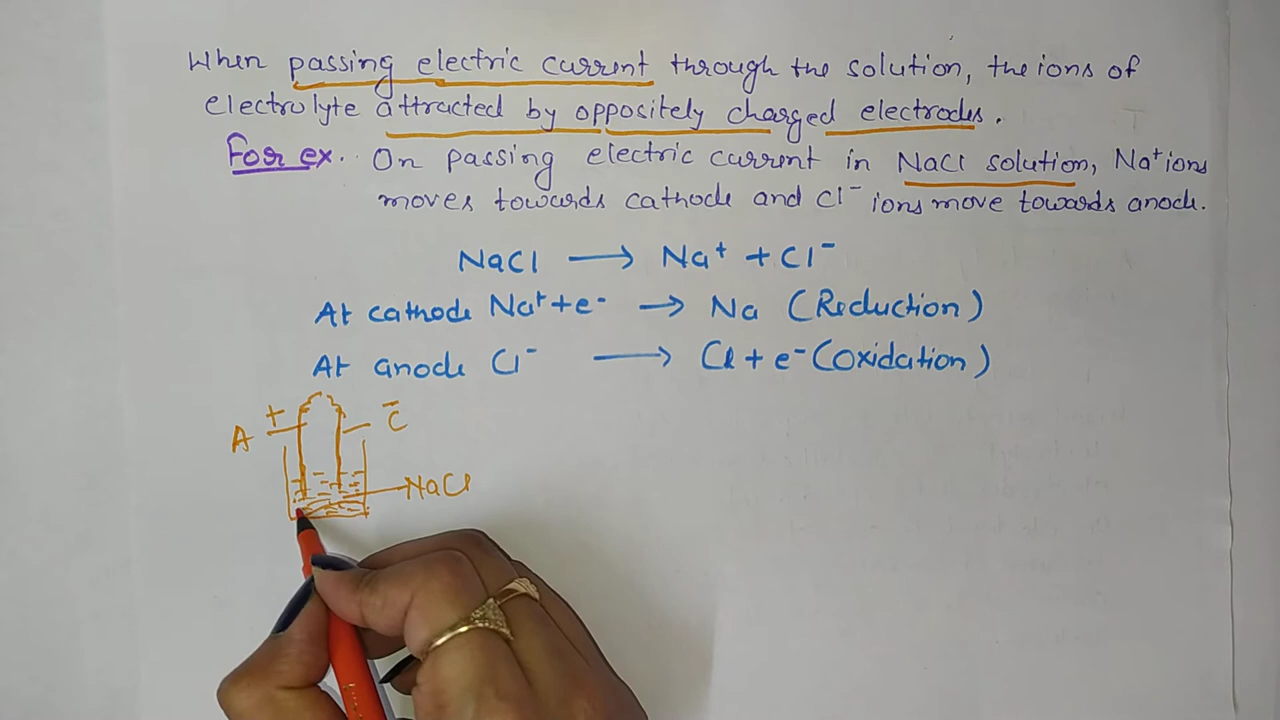 When passing electric current through the solution, the ions of
electrolyte attracted by oppositely charged electrodes.
For ex. On passing electric current in NaCl solution, Na⁺ ions
moves towards cathode and Cl⁻ ions move towards anode.
NaCl → Na⁺ + Cl⁻
At cathode Na⁺ + e⁻ → Na (Reduction)
At anode Cl⁻ → Cl + e⁻ (Oxidation)
A + − C
NaCl